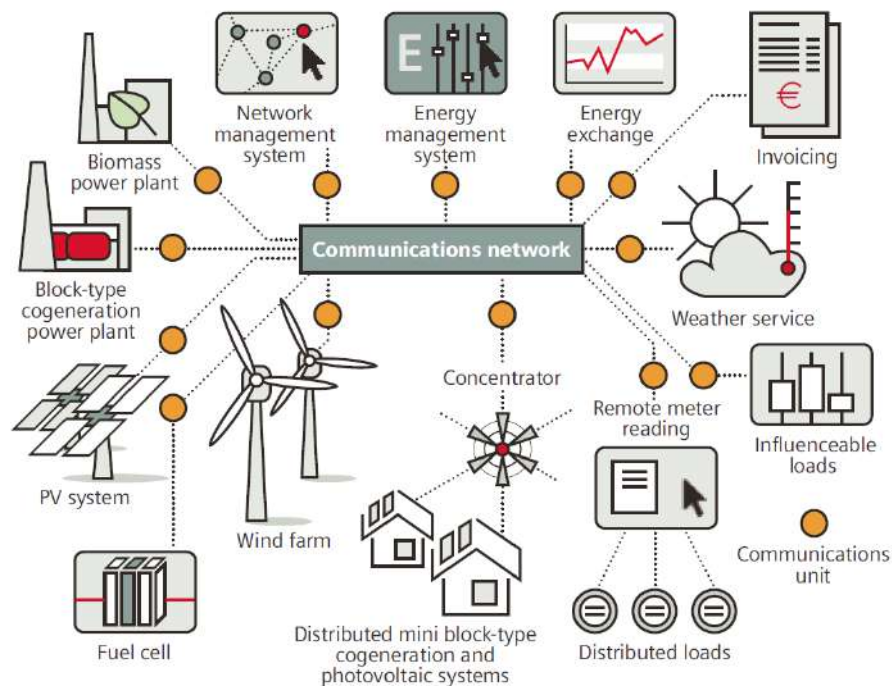 E
€
Network
management
system
Energy
management
system
Energy
exchange
Invoicing
Biomass
power plant
Communications network
Block-type
cogeneration
power plant
Weather service
Concentrator
Remote meter
reading
Influenceable
loads
PV system
Wind farm
Communications
unit
Fuel cell
Distributed mini block-type
cogeneration and
photovoltaic systems
Distributed loads